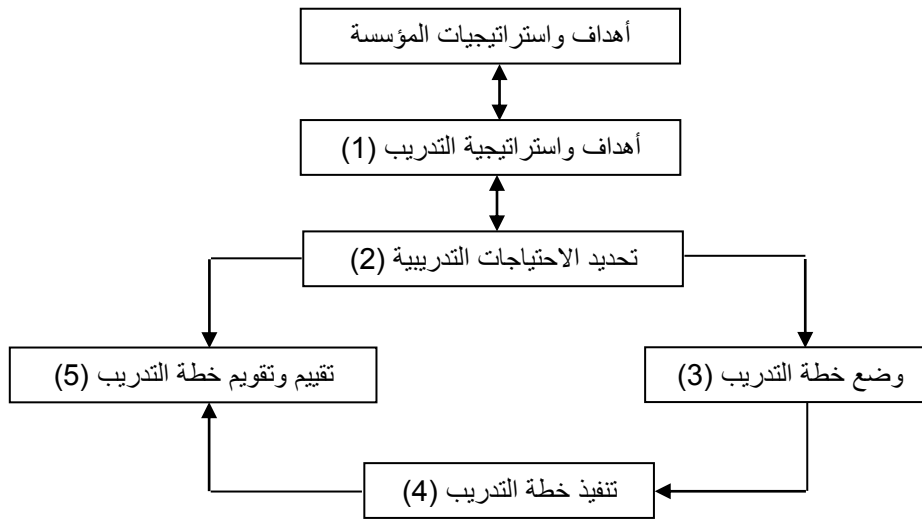 أهداف واستراتيجيات المؤسسة
أهداف واستراتيجية التدريب (1)
تحديد الاحتياجات التدريبية (2)
وضع خطة التدريب (3)
تقييم وتقويم خطة التدريب (5)
تنفيذ خطة التدريب (4)